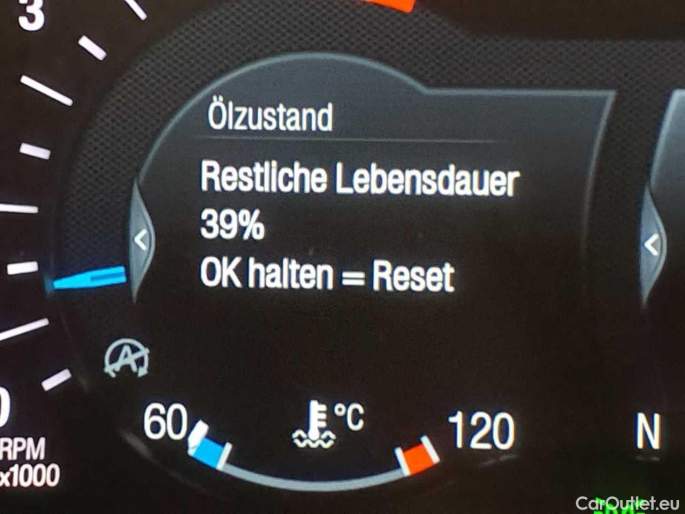 3
Ölzustand
Restliche Lebensdauer
39%
OK halten = Reset
<
<
A
60
°C
120
N
0
RPM
x1000
CarOutlet.eu